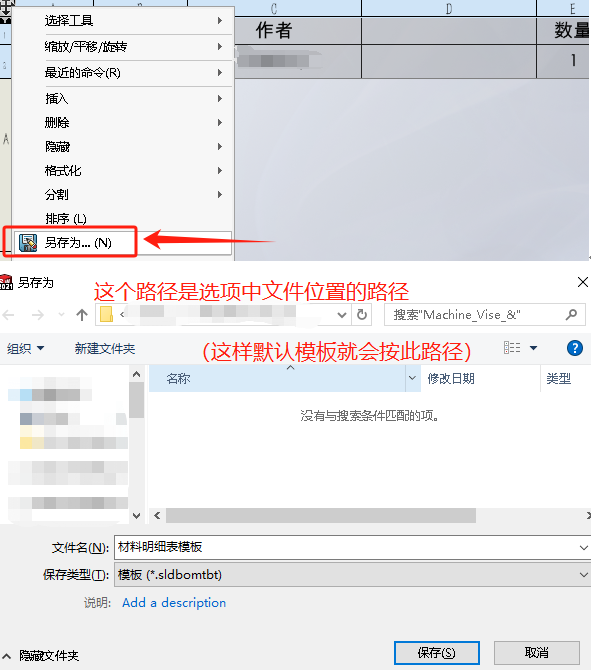 C
D
E
选择工具
缩放/平移/旋转
最近的命令(R)
插入
删除
隐藏
格式化
分割
排序 (L)
另存为... (N)
作者
数量
1
A
另存为
这个路径是选项中文件位置的路径
搜索"Machine_Vise_&"
组织
新建文件夹
（这样默认模板就会按此路径）
名称
修改日期
类型
没有与搜索条件匹配的项。
文件名(N):
材料明细表模板
保存类型(T):
模板 (*.sldbomtbt)
说明:
Add a description
隐藏文件夹
保存(S)
取消